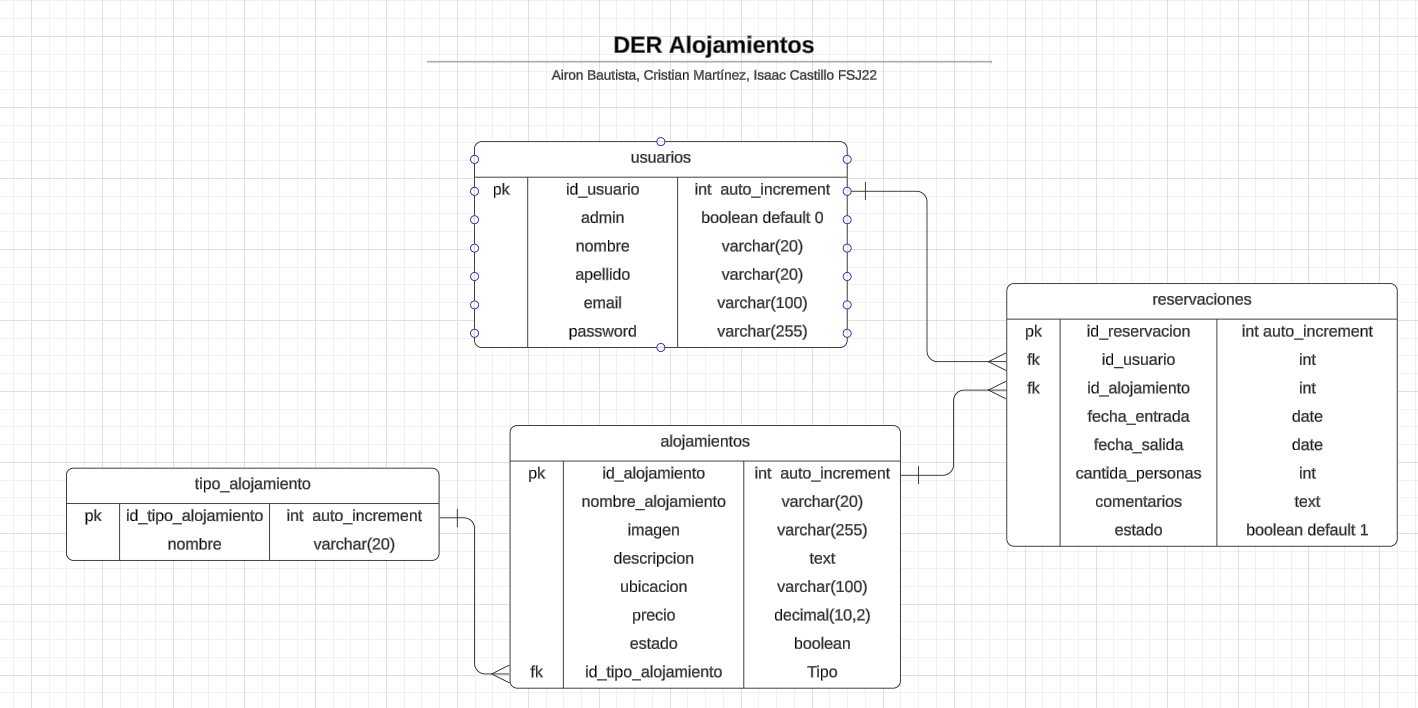 DER Alojamientos
Airon Bautista, Cristian Martínez, Isaac Castillo FSJ22
usuarios
pk id_usuario int auto_increment
admin boolean default 0
nombre varchar(20)
apellido varchar(20)
email varchar(100)
password varchar(255)
reservaciones
pk id_reservacion int auto_increment
fk id_usuario int
fk id_alojamiento int
fecha_entrada date
fecha_salida date
cantida_personas int
comentarios text
estado boolean default 1
alojamientos
pk id_alojamiento int auto_increment
nombre_alojamiento varchar(20)
imagen varchar(255)
descripcion text
ubicacion varchar(100)
precio decimal(10,2)
estado boolean
fk id_tipo_alojamiento Tipo
tipo_alojamiento
pk id_tipo_alojamiento int auto_increment
nombre varchar(20)